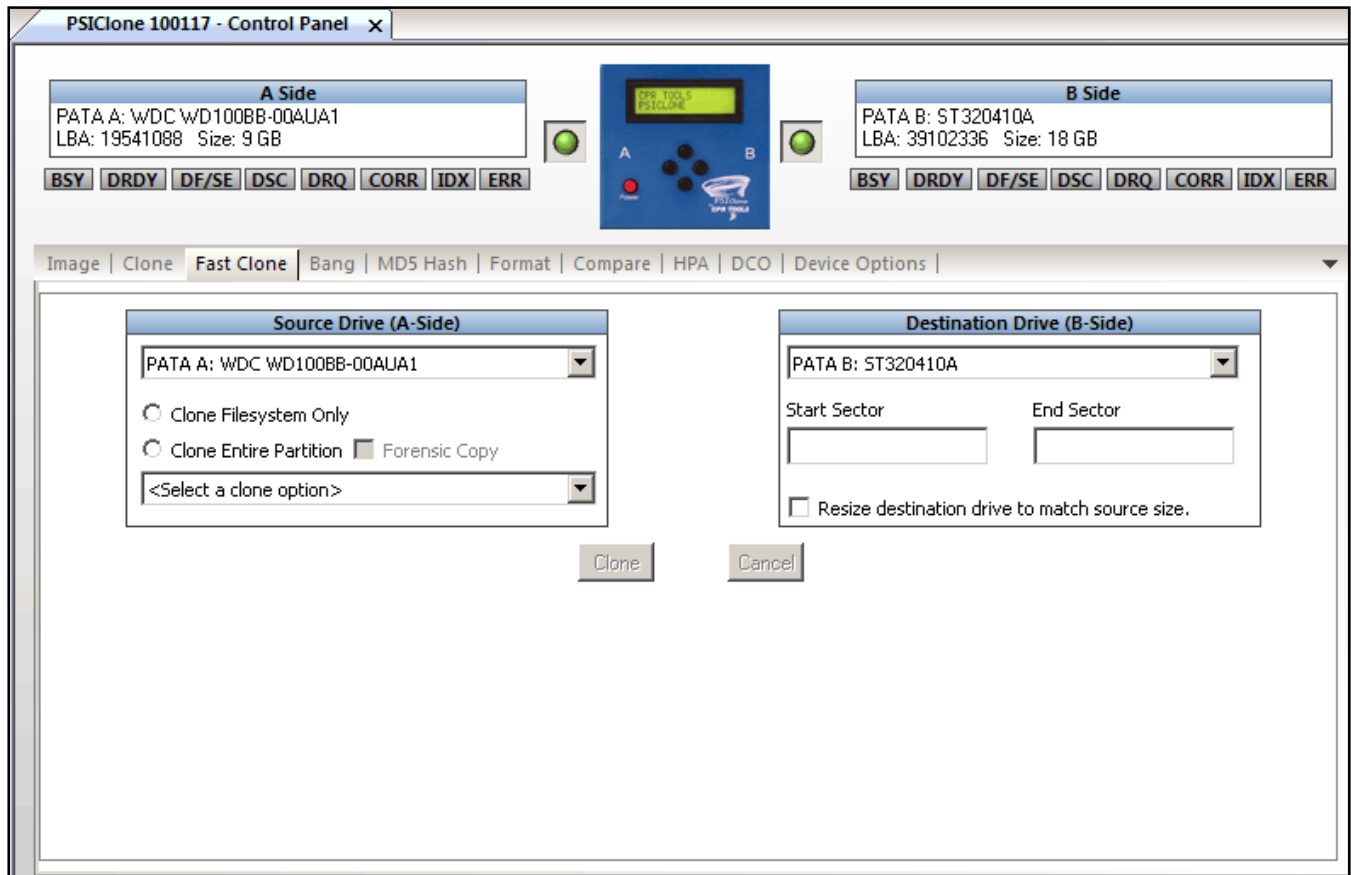 PSIClone 100117 - Control Panel x
A Side
PATA A: WDC WD100BB-00AUA1
LBA: 19541088 Size: 9 GB
BSY DRDY DF/SE DSC DRQ CORR IDX ERR
CPR TOOLS
PSICLONE
A B
Power
PSIClone
CPR TOOLS
B Side
PATA B: ST320410A
LBA: 39102336 Size: 18 GB
BSY DRDY DF/SE DSC DRQ CORR IDX ERR
Image | Clone Fast Clone | Bang | MD5 Hash | Format | Compare | HPA | DCO | Device Options |
Source Drive (A-Side)
PATA A: WDC WD100BB-00AUA1
Clone Filesystem Only
Clone Entire Partition Forensic Copy
<Select a clone option>
Destination Drive (B-Side)
PATA B: ST320410A
Start Sector End Sector
Resize destination drive to match source size.
Clone Cancel